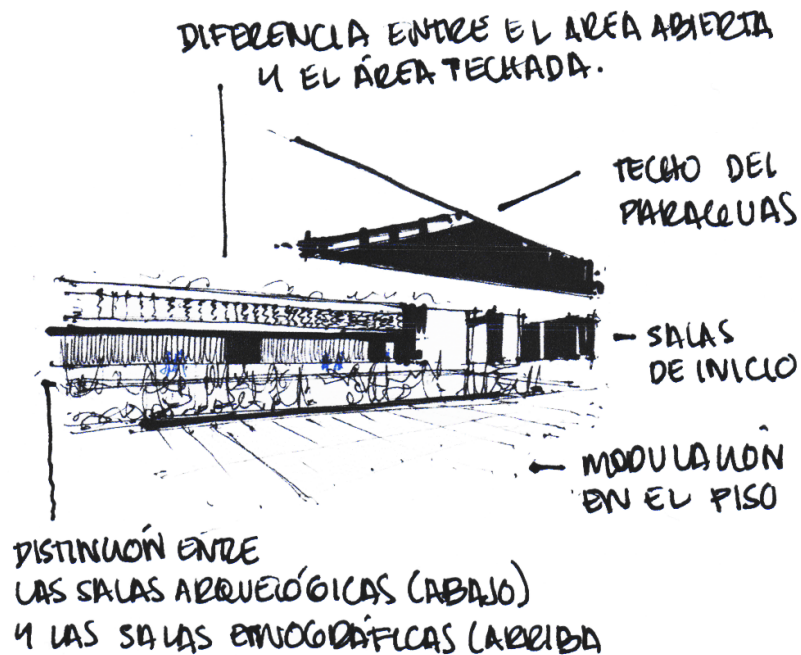 DIFERENCIA ENTRE EL AREA ABIERTA
Y EL ÁREA TECHADA.
TECHO DEL
PARAGUAS
SALAS
DE INICIO
MODULACIÓN
EN EL PISO
DISTINCIÓN ENTRE
LAS SALAS ARQUEOLÓGICAS (ABAJO)
Y LAS SALAS ETNOGRÁFICAS (ARRIBA